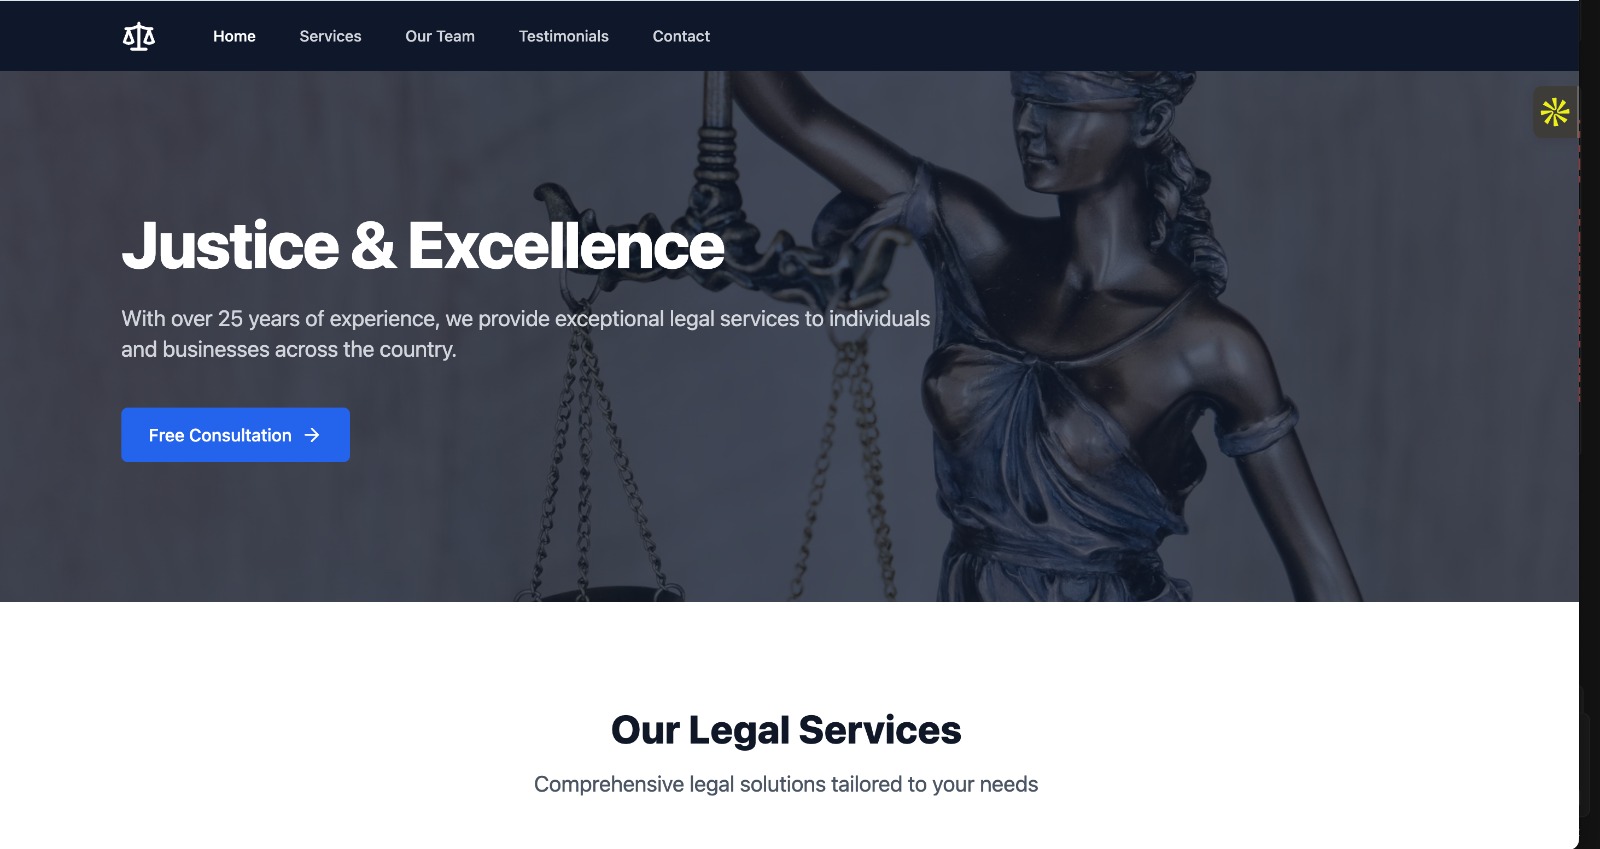 Home Services Our Team Testimonials Contact
Justice & Excellence
With over 25 years of experience, we provide exceptional legal services to individuals
and businesses across the country.
Free Consultation →
Our Legal Services
Comprehensive legal solutions tailored to your needs